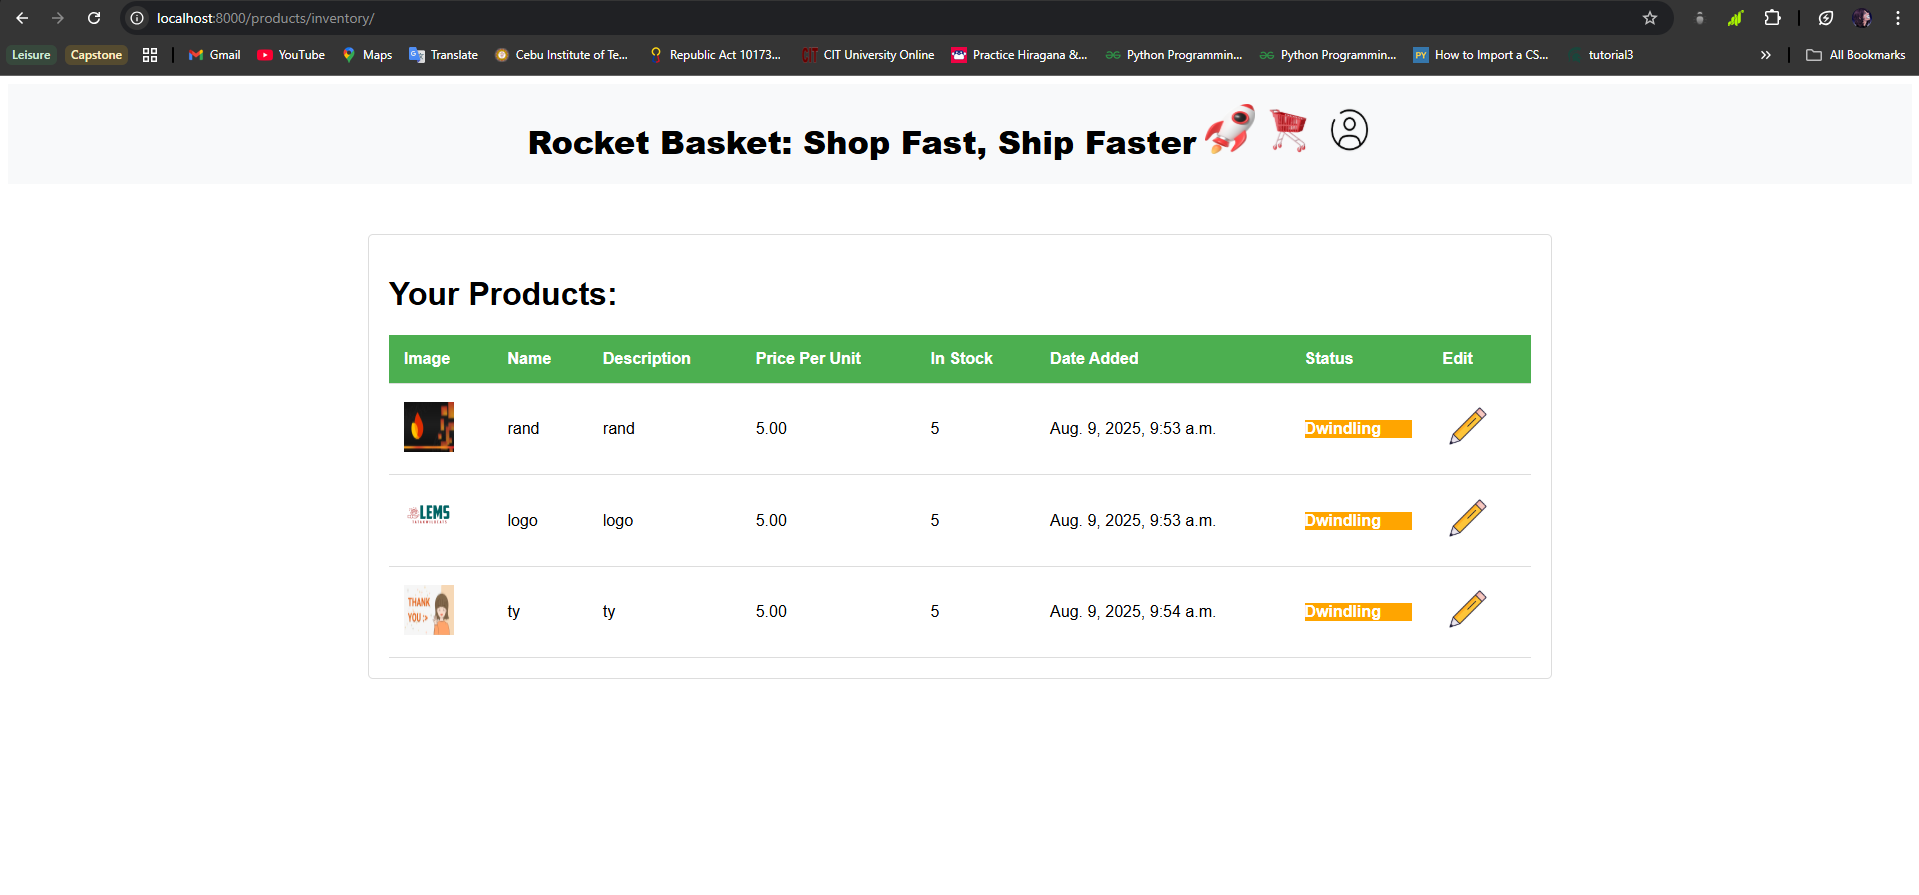 localhost:8000/products/inventory/
Leisure Capstone Gmail YouTube Maps Translate Cebu Institute of Te... Republic Act 10173... CIT University Online Practice Hiragana &... Python Programmin... Python Programmin... How to Import a CS... tutorial3 » All Bookmarks
Rocket Basket: Shop Fast, Ship Faster
Your Products:
Image Name Description Price Per Unit In Stock Date Added Status Edit
rand rand 5.00 5 Aug. 9, 2025, 9:53 a.m. Dwindling
LEMS logo logo 5.00 5 Aug. 9, 2025, 9:53 a.m. Dwindling
THANK
YOU :> ty ty 5.00 5 Aug. 9, 2025, 9:54 a.m. Dwindling